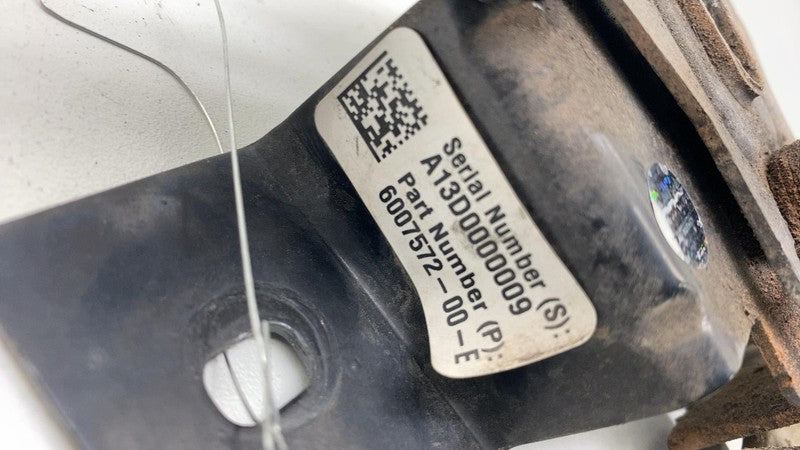 Serial Number (S):
A13D0000009
Part Number (P):
6007572-00-E